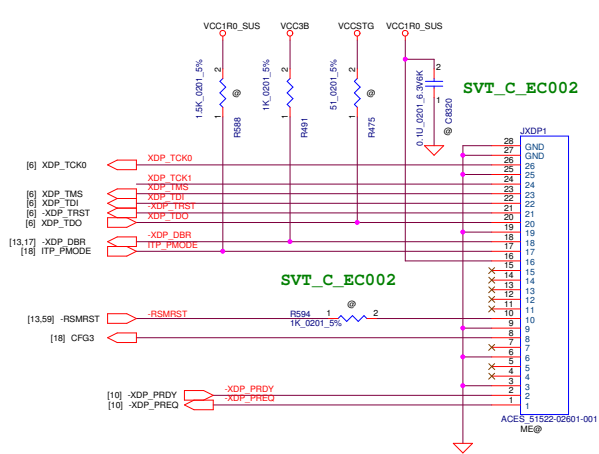 VCC1R0_SUS VCC3B VCCSTG VCC1R0_SUS
2 2 2 2
1.5K_0201_5% 1K_0201_5% 51_0201_5% 0.1U_0201_6.3V6K
@ @
1 1 1 1
R588 R491 R475 @ C8320
SVT_C_EC002
JXDP1
28 GND
27 GND
[6] XDP_TCK0 XDP_TCK0 26 26
25 25
XDP_TCK1 24 24
[6] XDP_TMS XDP_TMS 23 23
[6] XDP_TDI XDP_TDI 22 22
[6] -XDP_TRST -XDP_TRST 21 21
[6] XDP_TDO XDP_TDO 20 20
19 19
[13,17] -XDP_DBR -XDP_DBR 18 18
[18] ITP_PMODE ITP_PMODE 17 17
16 16
15 15
14 14
SVT_C_EC002
13 13
12 12
@
11 11
[13,59] -RSMRST -RSMRST R594 1 2 10 10
1K_0201_5%
9 9
[18] CFG3 8 8
7 7
6 6
5 5
4 4
3 3
[10] -XDP_PRDY -XDP_PRDY 2 2
[10] -XDP_PREQ -XDP_PREQ 1 1
ACES_51522-02601-001
ME@